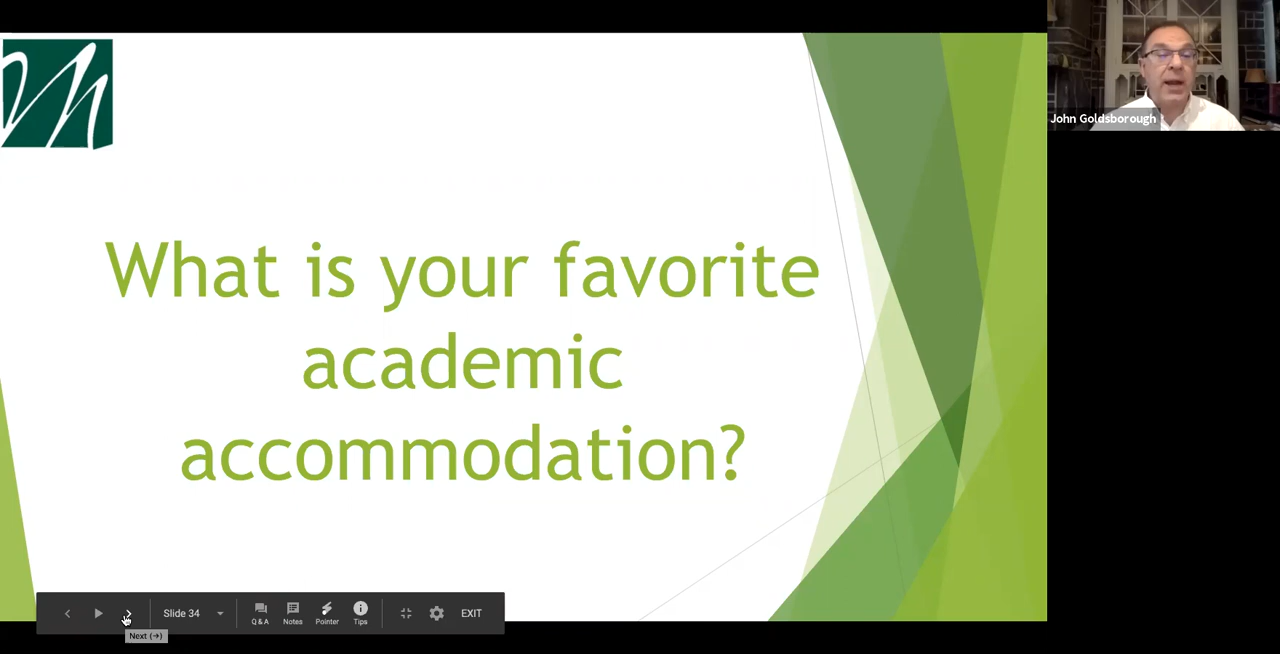 John Goldsborough
What is your favorite
academic
accommodation?
Slide 34
Q & A
Notes
Pointer
Tips
EXIT
Next (→)